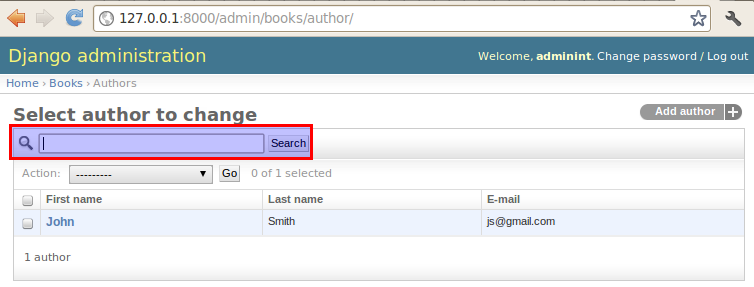 127.0.0.1:8000/admin/books/author/
Django administration
Welcome, adminint. Change password / Log out
Home › Books › Authors
Select author to change
Add author
Search
Action: --------- Go 0 of 1 selected
First name Last name E-mail
John Smith js@gmail.com
1 author